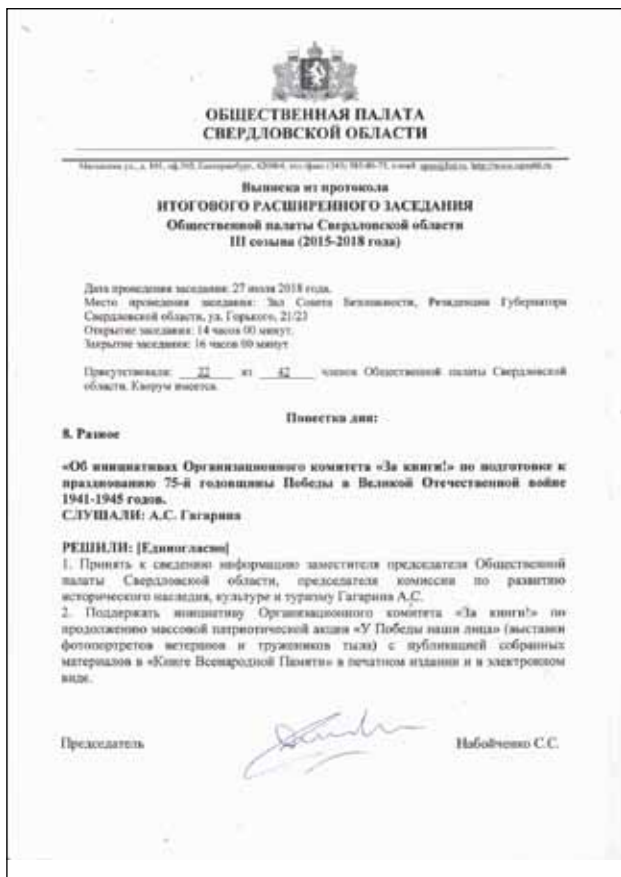 ОБЩЕСТВЕННАЯ ПАЛАТА
СВЕРДЛОВСКОЙ ОБЛАСТИ
Выписка из протокола
ИТОГОВОГО РАСШИРЕННОГО ЗАСЕДАНИЯ
Общественной палаты Свердловской области
III созыва (2015-2018 года)
Дата проведения заседания: 27 июля 2018 года.
Место проведения заседания: Зал Совета Безопасности, Резиденция Губернатора
Свердловской области, ул. Горького, 21/23
Открытие заседания: 14 часов 00 минут.
Закрытие заседания: 16 часов 00 минут
Присутствовали: 22 из 42 членов Общественной палаты Свердловской
области. Кворум имеется.
Повестка дня:
8. Разное
«Об инициативах Организационного комитета «За книги!» по подготовке к
празднованию 75-й годовщины Победы в Великой Отечественной войне
1941-1945 годов.
СЛУШАЛИ: А.С. Гагарина
РЕШИЛИ: [Единогласно]
1. Принять к сведению информацию заместителя председателя Общественной
палаты Свердловской области, председателя комиссии по развитию
исторического наследия, культуре и туризму Гагарина А.С.
2. Поддержать инициативу Организационного комитета «За книги!» по
продолжению массовой патриотической акции «У Победы наши лица» (выставки
фотопортретов ветеранов и тружеников тыла) с публикацией собранных
материалов в «Книге Всенародной Памяти» в печатном издании и в электронном
виде.
Председатель Набойченко С.С.